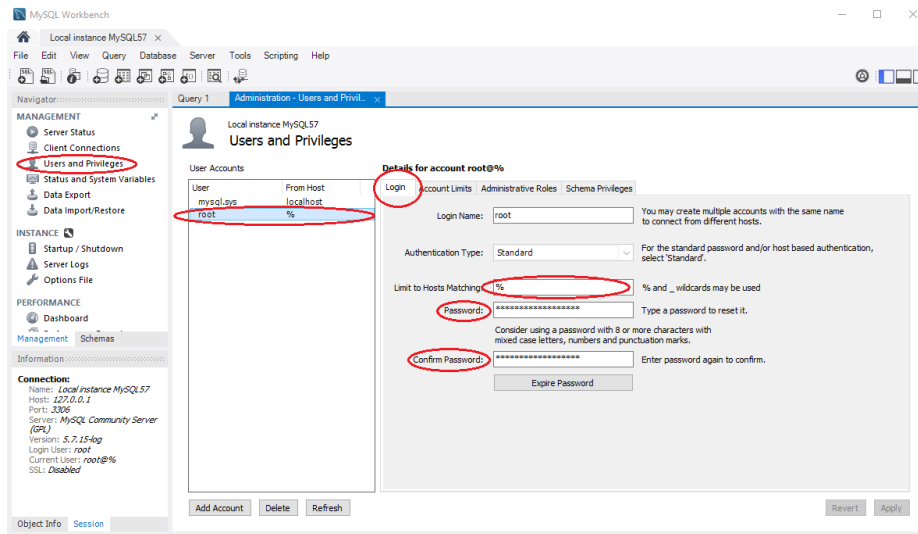 MySQL Workbench
Local instance MySQL57
File Edit View Query Database Server Tools Scripting Help
Navigator
Query 1
Administration - Users and Privil...
MANAGEMENT
Server Status
Client Connections
Users and Privileges
Status and System Variables
Data Export
Data Import/Restore
INSTANCE
Startup / Shutdown
Server Logs
Options File
PERFORMANCE
Dashboard
Management Schemas
Information
Connection:
Name: Local instance MySQL57
Host: 127.0.0.1
Port: 3306
Server: MySQL Community Server
(GPL)
Version: 5.7.15-log
Login User: root
Current User: root@%
SSL: Disabled
Object Info Session
Local instance MySQL57
Users and Privileges
User Accounts
User From Host
mysql.sys localhost
root %
Add Account Delete Refresh
Details for account root@%
Login Account Limits Administrative Roles Schema Privileges
Login Name: root
You may create multiple accounts with the same name
to connect from different hosts.
Authentication Type: Standard
For the standard password and/or host based authentication,
select 'Standard'.
Limit to Hosts Matching: % % and _ wildcards may be used
Password: ****************** Type a password to reset it.
Consider using a password with 8 or more characters with
mixed case letters, numbers and punctuation marks.
Confirm Password: ****************** Enter password again to confirm.
Expire Password
Revert Apply